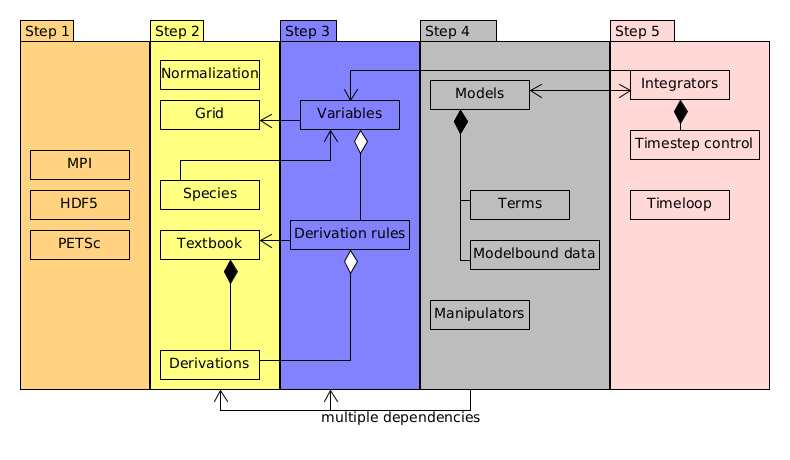 Step 1
MPI
HDF5
PETSc
Step 2
Normalization
Grid
Species
Textbook
Derivations
Step 3
Variables
Derivation rules
Step 4
Models
Terms
Modelbound data
Manipulators
Step 5
Integrators
Timestep control
Timeloop
multiple dependencies